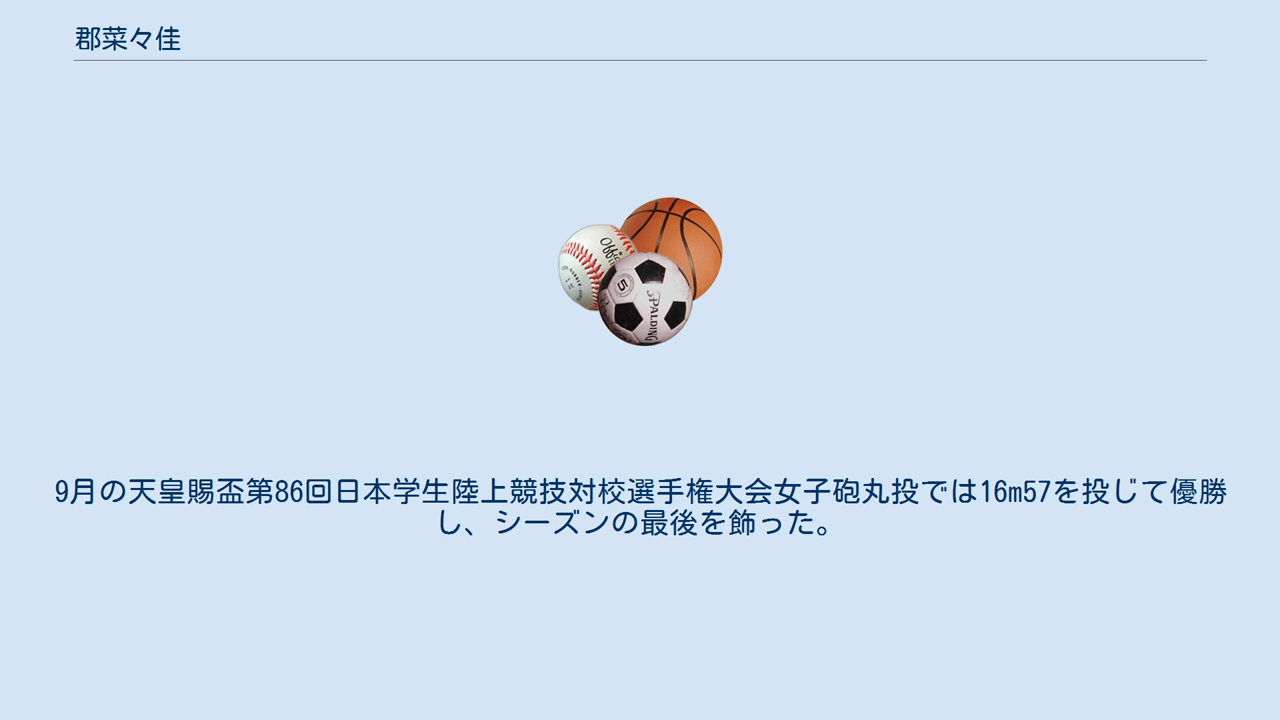 郡菜々佳
5
SPALDING
9月の天皇賜盃第86回日本学生陸上競技対校選手権大会女子砲丸投では16m57を投じて優勝
し、シーズンの最後を飾った。